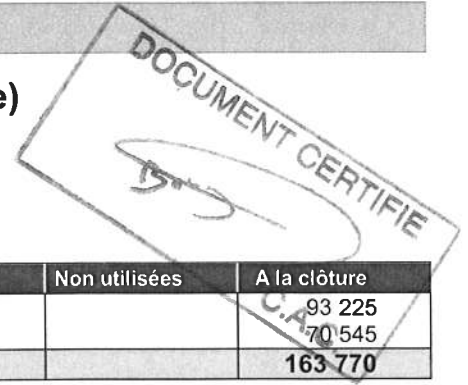 e)
DOCUMENT CERTIFIE
C.A.C
Non utilisées A la clôture
93 225
70 545
163 770